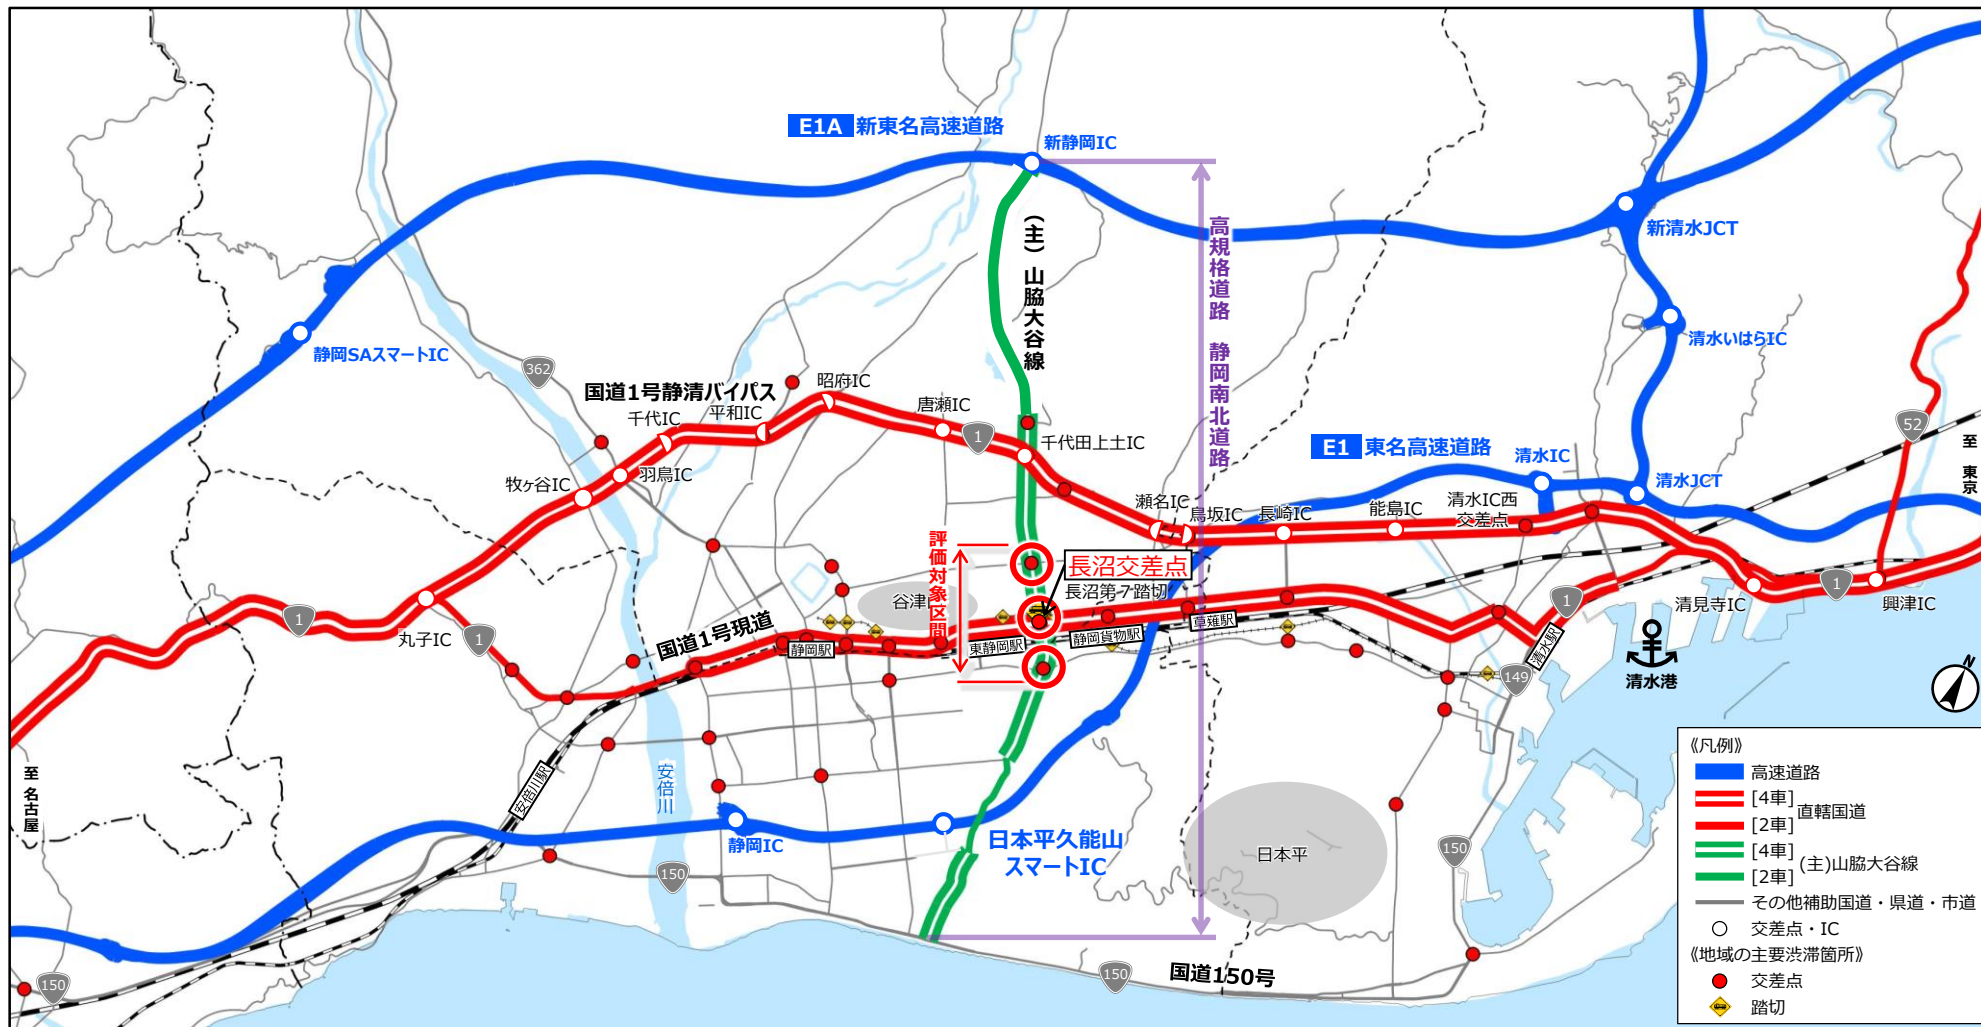 E1A 新東名高速道路
新静岡IC
(主) 山脇大谷線
高規格道路 静岡南北道路
新清水JCT
清水いはらIC
静岡SAスマートIC
362
国道1号静清バイパス
昭府IC
千代IC
平和IC
唐瀬IC
1
千代田上土IC
E1 東名高速道路
清水IC
清水JCT
52
至 東京
牧ヶ谷IC
羽鳥IC
瀬名IC
鳥坂IC
長崎IC
能島IC
清水IC西
交差点
評価対象区間
長沼交差点
長沼第7踏切
谷津山
1
丸子IC
1
国道1号現道
静岡駅
東静岡駅
静岡貨物駅
草薙駅
清水駅
1
清見寺IC
1
興津IC
149
清水港
N
至 名古屋
安倍川駅
安倍川
静岡IC
日本平久能山
スマートIC
日本平
150
150
150
150
国道150号
《凡例》
高速道路
[4車]
[2車]
直轄国道
[4車]
[2車]
(主)山脇大谷線
その他補助国道・県道・市道
交差点・IC
《地域の主要渋滞箇所》
交差点
踏切